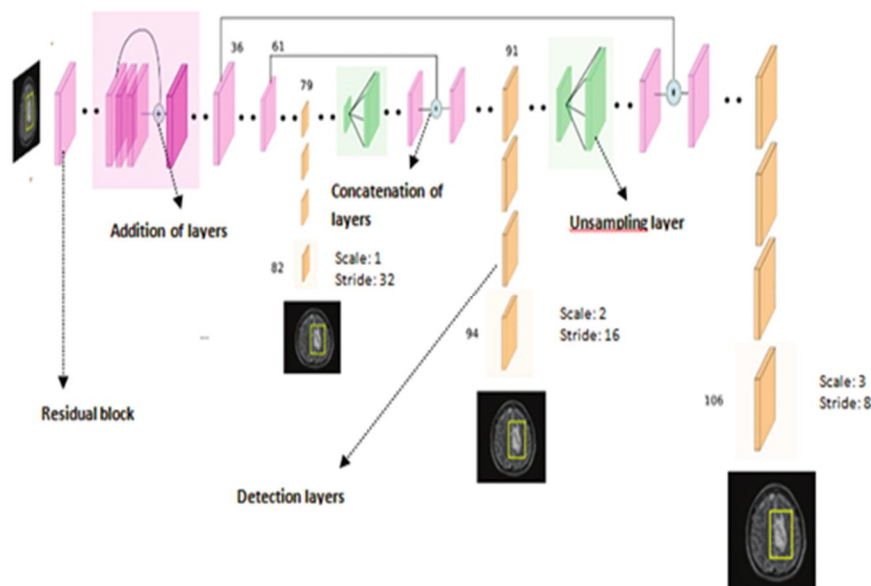 36
61
91
79
Concatenation of
layers
Addition of layers
Unsampling layer
82
Scale: 1
Stride: 32
94
Scale: 2
Stride: 16
106
Scale: 3
Stride: 8
Residual block
Detection layers